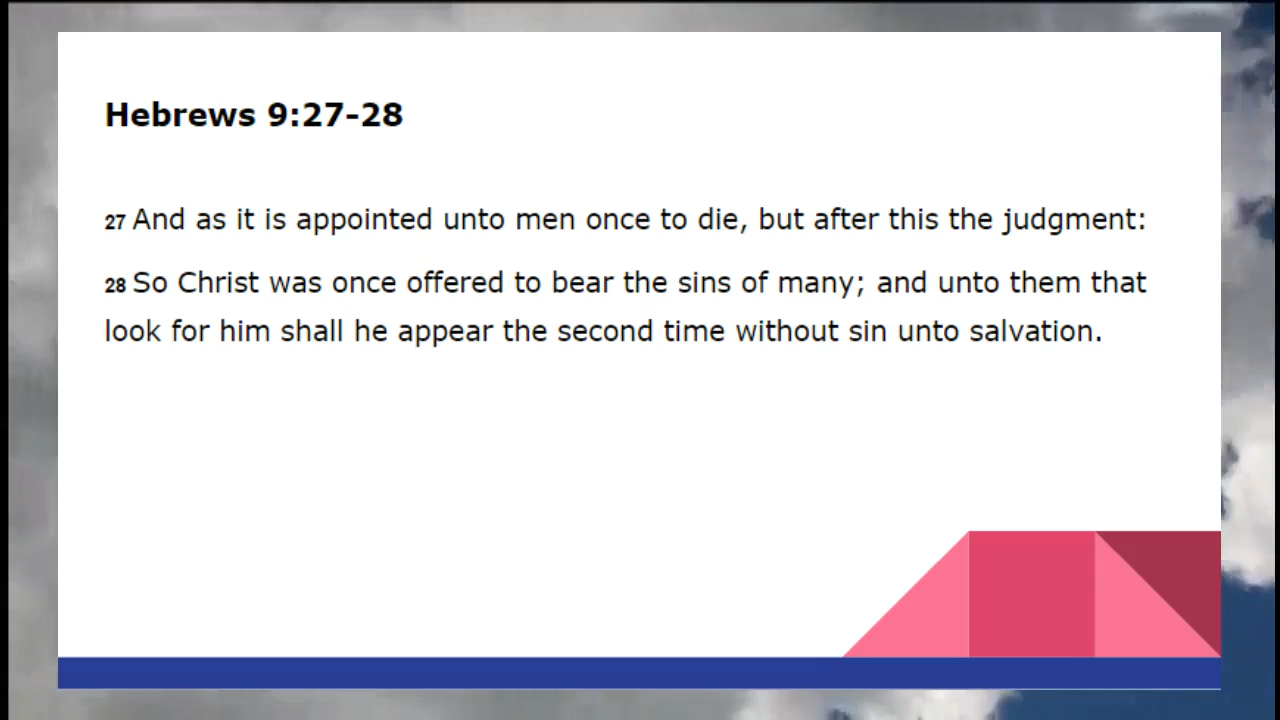 Hebrews 9:27–28
27 And as it is appointed unto men once to die, but after this the judgment:
28 So Christ was once offered to bear the sins of many; and unto them that
look for him shall he appear the second time without sin unto salvation.